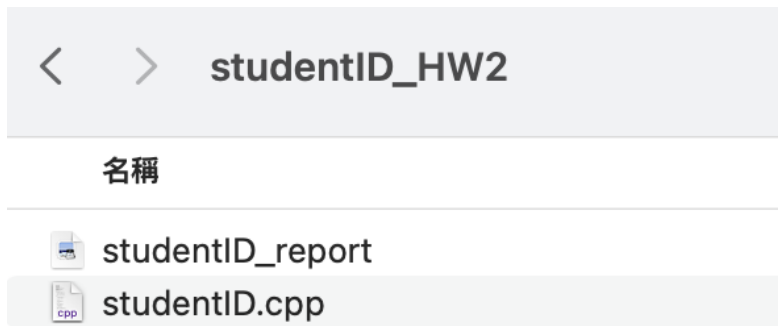 studentID_HW2
名稱
studentID_report
studentID.cpp
cpp